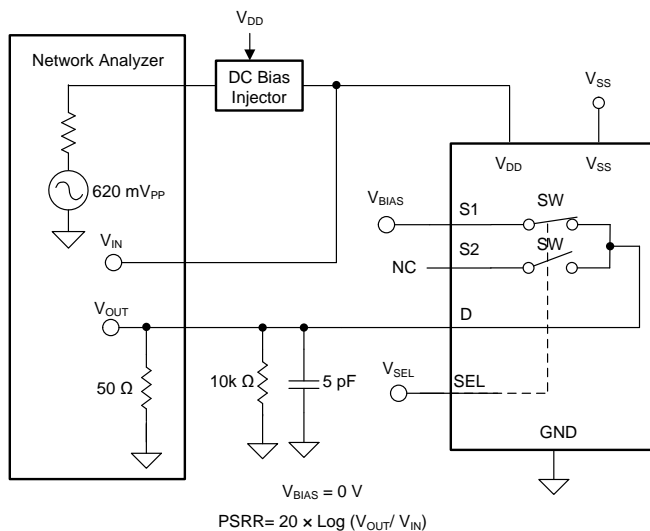 VDD
Network Analyzer
DC Bias
Injector
VSS
620 mVPP
VDD
VSS
VBIAS
S1
SW
VIN
S2
SW
NC
VOUT
D
50 Ω
10k Ω
5 pF
VSEL
SEL
GND
VBIAS = 0 V
PSRR= 20 × Log (VOUT/ VIN)